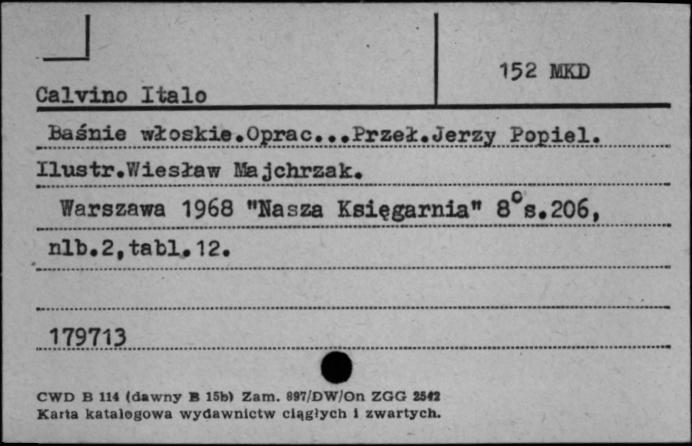 152 MKD
Calvino Italo
Baśnie włoskie.Oprac...Przeł.Jerzy Popiel.
Ilustr.Wiesław Majchrzak.
Warszawa 1968 "Nasza Księgarnia" 8°s.206,
nlb.2,tabl.12.
179713
CWD B 114 (dawny B 15b) Zam. 897/DW/On ZGG 2542
Karta katalogowa wydawnictw ciągłych i zwartych.